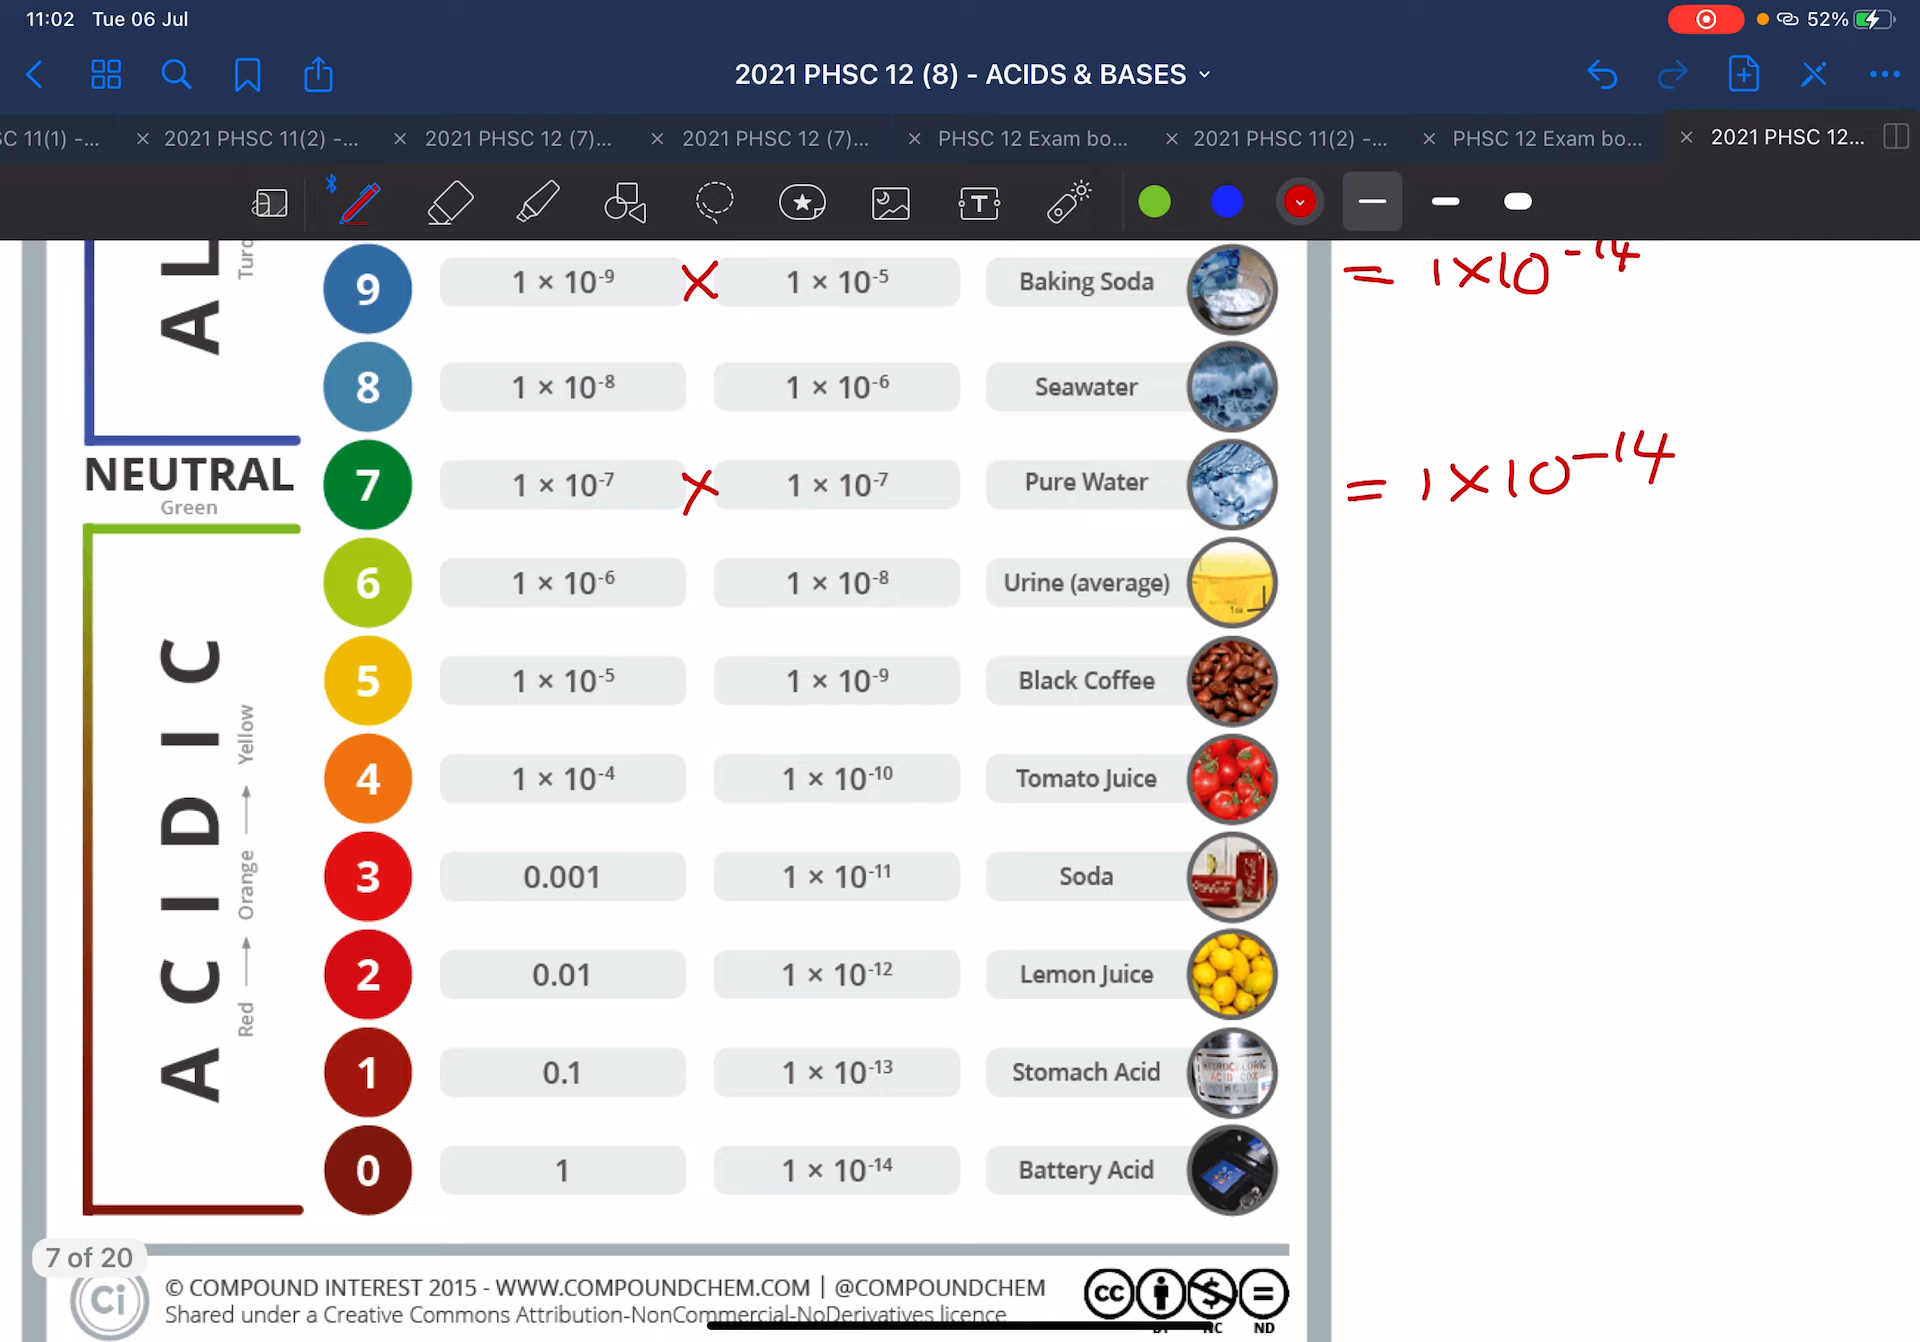 11:02 Tue 06 Jul 52%
2021 PHSC 12 (8) - ACIDS & BASES
C 11(1) -... × 2021 PHSC 11(2) -... × 2021 PHSC 12 (7)... × 2021 PHSC 12 (7)... × PHSC 12 Exam bo... × 2021 PHSC 11(2) -... × PHSC 12 Exam bo... × 2021 PHSC 12...
A L
9 1 × 10⁻⁹ × 1 × 10⁻⁵ Baking Soda = 1×10⁻¹⁴
8 1 × 10⁻⁸ 1 × 10⁻⁶ Seawater
NEUTRAL 7 1 × 10⁻⁷ × 1 × 10⁻⁷ Pure Water = 1×10⁻¹⁴
Green
ACIDIC
Red → Orange → Yellow
6 1 × 10⁻⁶ 1 × 10⁻⁸ Urine (average)
5 1 × 10⁻⁵ 1 × 10⁻⁹ Black Coffee
4 1 × 10⁻⁴ 1 × 10⁻¹⁰ Tomato Juice
3 0.001 1 × 10⁻¹¹ Soda
2 0.01 1 × 10⁻¹² Lemon Juice
1 0.1 1 × 10⁻¹³ Stomach Acid
0 1 1 × 10⁻¹⁴ Battery Acid
7 of 20
Ci © COMPOUND INTEREST 2015 - WWW.COMPOUNDCHEM.COM | @COMPOUNDCHEM
Shared under a Creative Commons Attribution-NonCommercial-NoDerivatives licence
cc NC ND